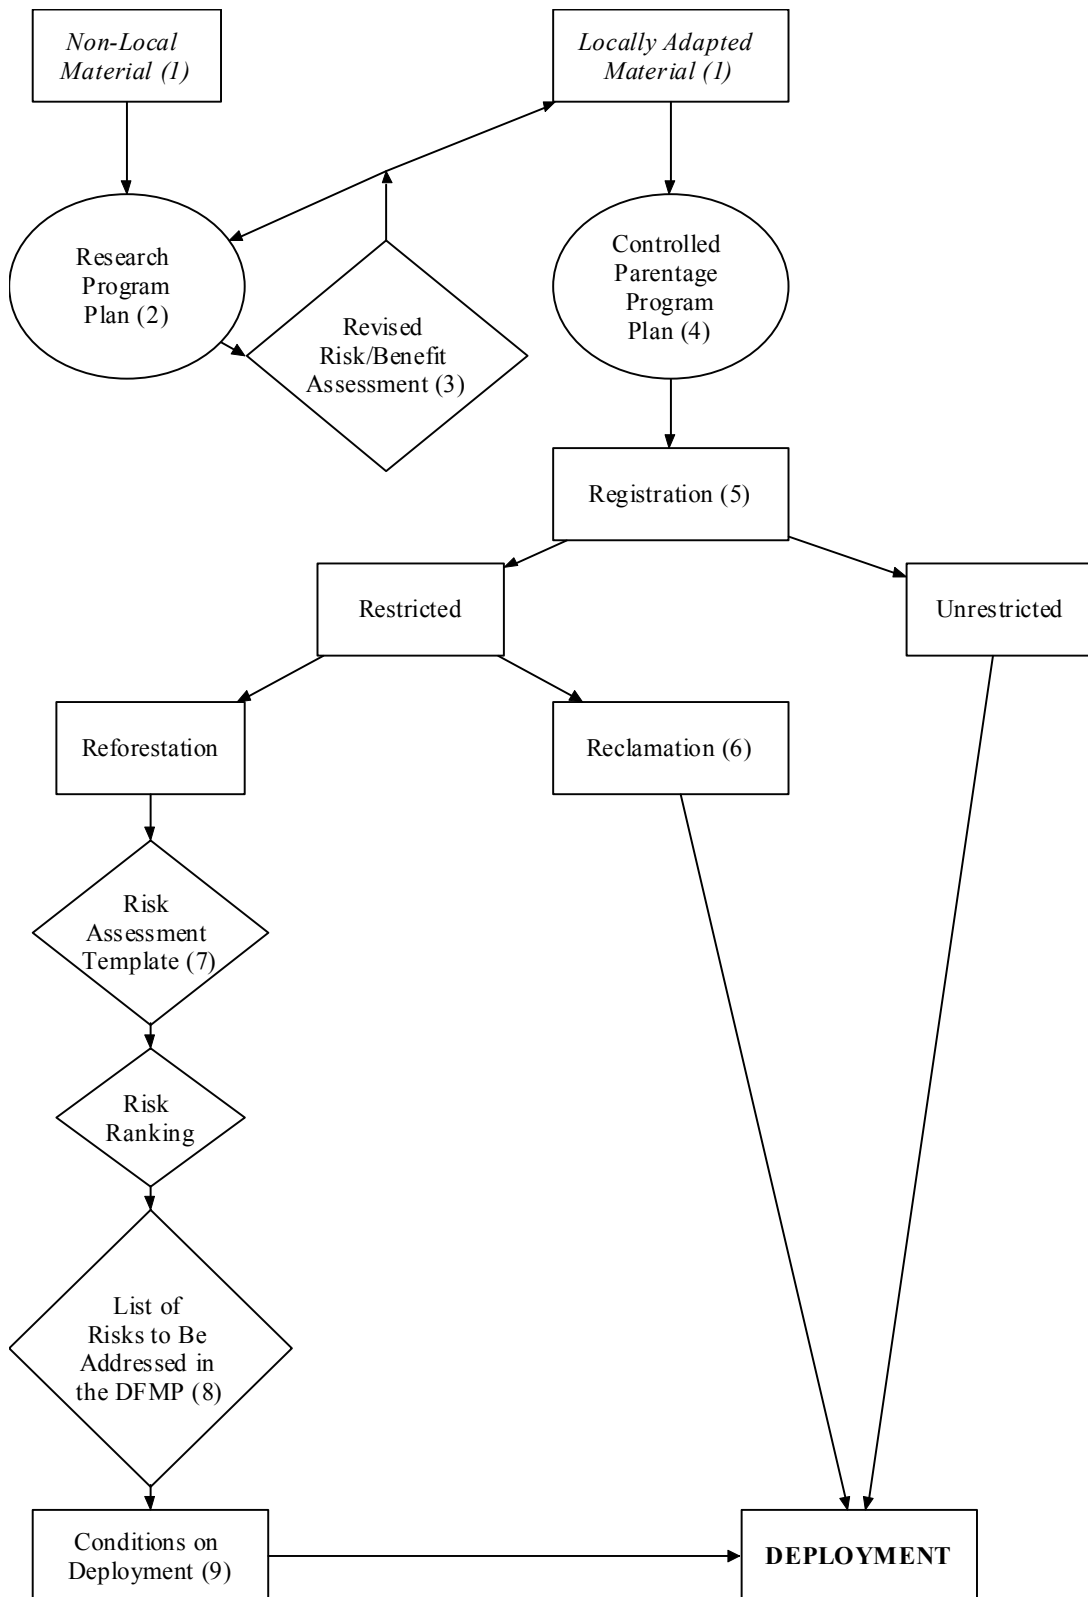 Non-Local
Material (1)
Locally Adapted
Material (1)
Research
Program
Plan (2)
Revised
Risk/Benefit
Assessment (3)
Controlled
Parentage
Program
Plan (4)
Registration (5)
Restricted
Unrestricted
Reforestation
Reclamation (6)
Risk
Assessment
Template (7)
Risk
Ranking
List of
Risks to Be
Addressed in
the DFMP (8)
Conditions on
Deployment (9)
DEPLOYMENT